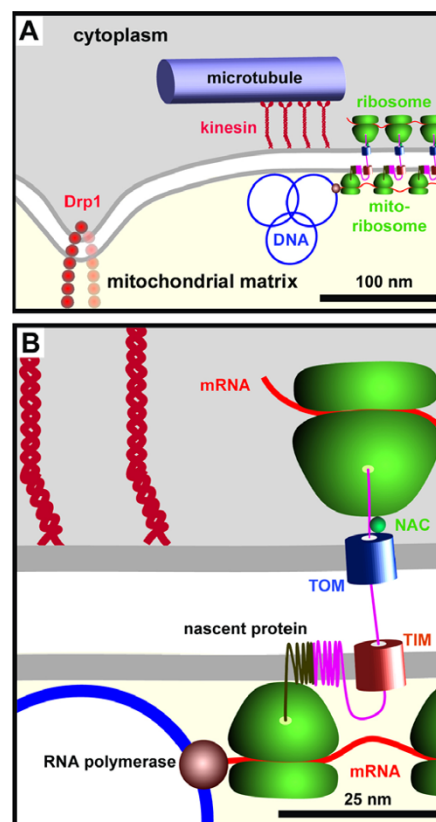 A
cytoplasm
microtubule
ribosome
kinesin
Drp1
DNA
mito-
ribosome
mitochondrial matrix
100 nm
B
mRNA
NAC
TOM
nascent protein
TIM
RNA polymerase
mRNA
25 nm